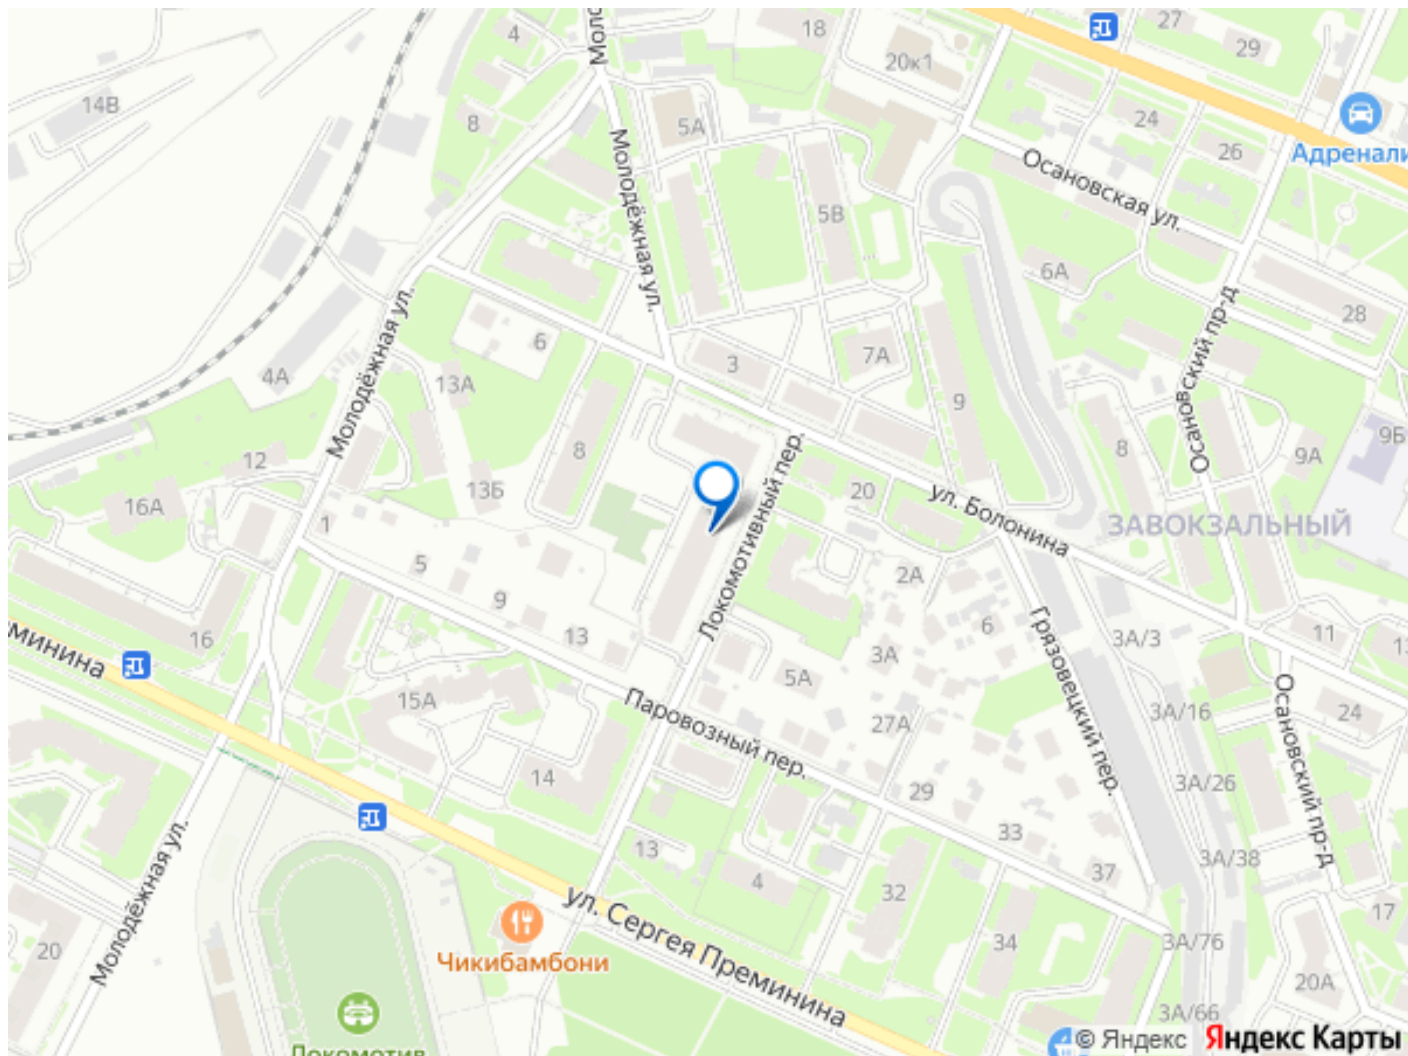 4
Моло
18
27
29
20к1
14В
8
5А
24
26
Адренали
Молодёжная ул.
Осановская ул.
5В
6А
28
Молодёжная ул.
6
3
7А
4А
13А
9
Осановский пр-д
8
8
9А
9Б
12
13Б
16А
1
Локомотивный пер.
20
ул. Болонина
ЗАВОКЗАЛЬНЫЙ
5
9
13
2А
6
3А
5А
Грязовецкий пер.
3А/3
11
13
16
минина
15А
Паровозный пер.
27А
3А/16
24
Осановский пр-д
14
29
3А/26
33
Молодёжная ул.
13
4
32
37
3А/38
17
ул. Сергея Преминина
Чикибамбони
20
34
3А/76
20А
3А/66
Локомотив
© Яндекс Яндекс Карты